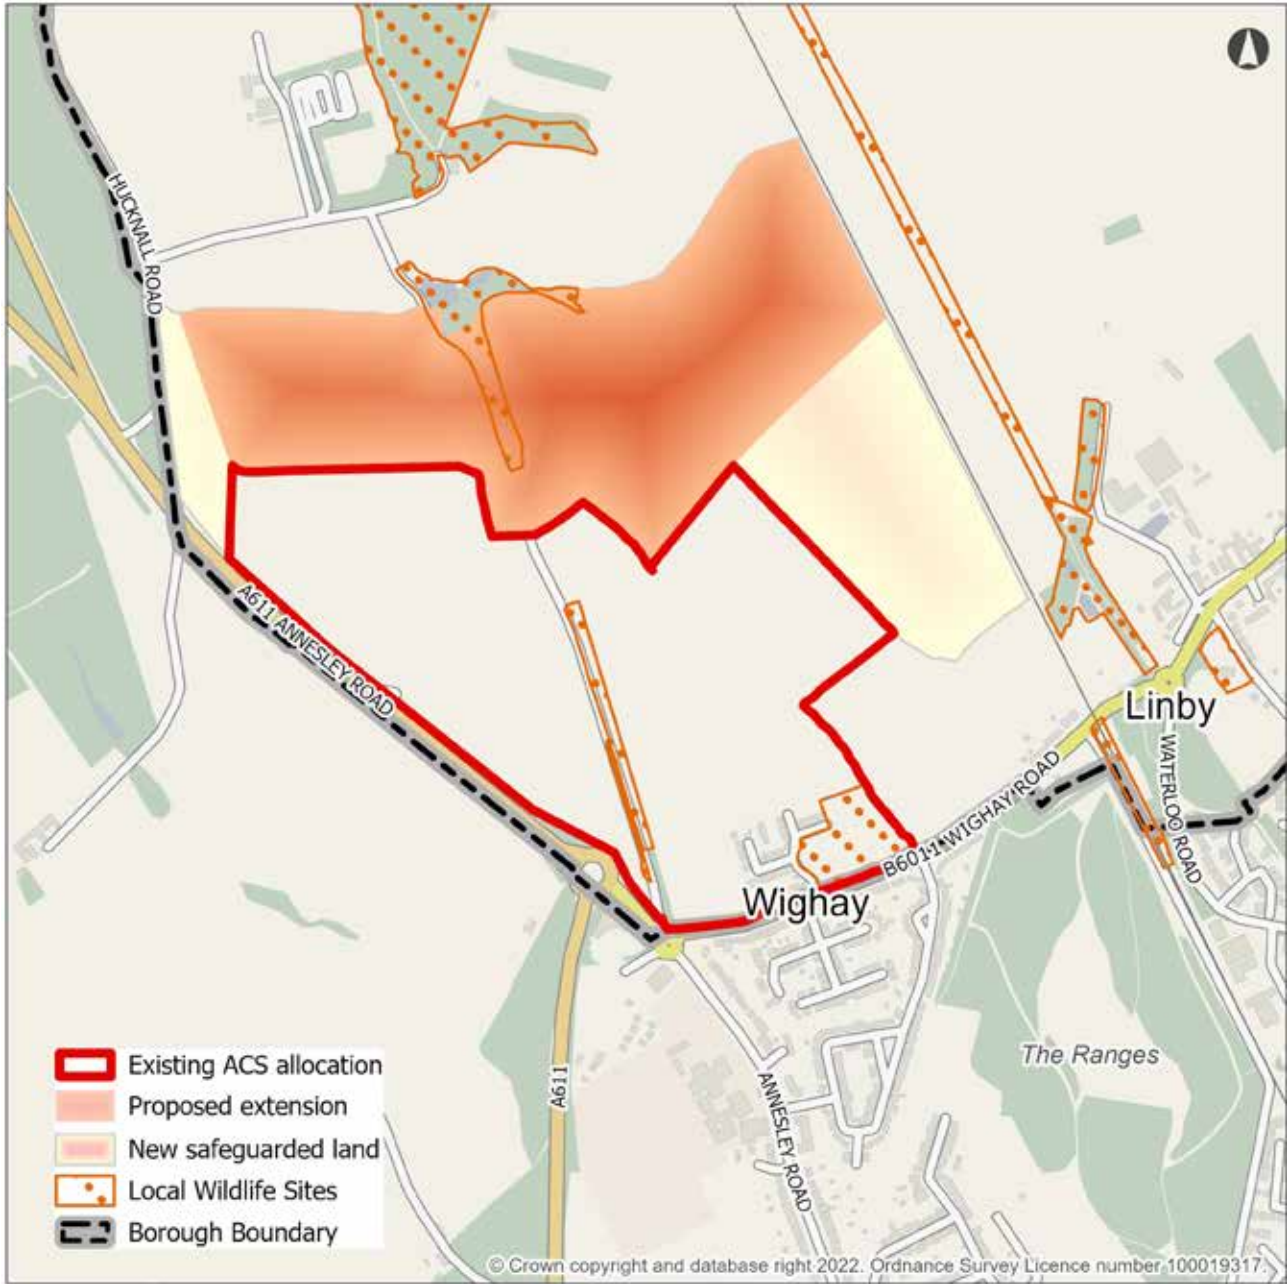 HUCKNALL ROAD
A611 ANNESLEY ROAD
Linby
WATERLOO ROAD
B6011 WIGHAY ROAD
Wighay
The Ranges
A611
ANNESLEY ROAD
Existing ACS allocation
Proposed extension
New safeguarded land
Local Wildlife Sites
Borough Boundary
© Crown copyright and database right 2022. Ordnance Survey Licence number 100019317.